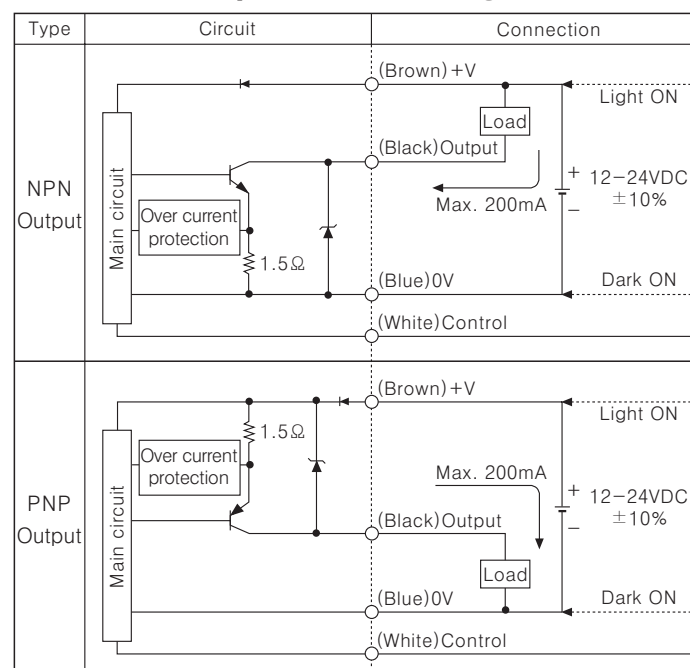 Type Circuit Connection
NPN Output
Main circuit
Over current protection
1.5Ω
(Brown)+V
Light ON
Load
(Black)Output
Max. 200mA
+
12-24VDC
±10%
−
(Blue)0V
Dark ON
(White)Control
PNP Output
Main circuit
1.5Ω
Over current protection
(Brown)+V
Light ON
Max. 200mA
+
12-24VDC
±10%
−
(Black)Output
Load
(Blue)0V
Dark ON
(White)Control